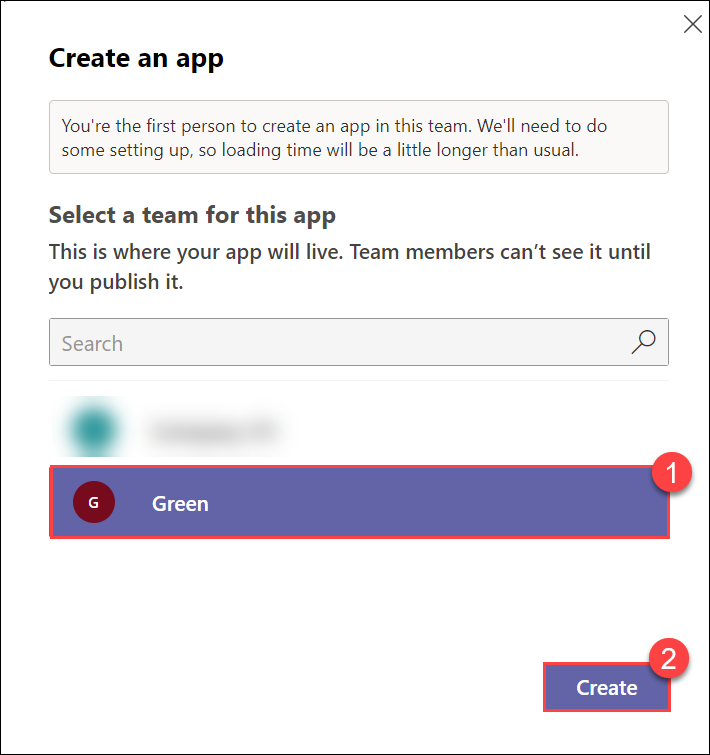 Create an app
You're the first person to create an app in this team. We'll need to do
some setting up, so loading time will be a little longer than usual.
Select a team for this app
This is where your app will live. Team members can’t see it until
you publish it.
Search
1
G Green
2
Create